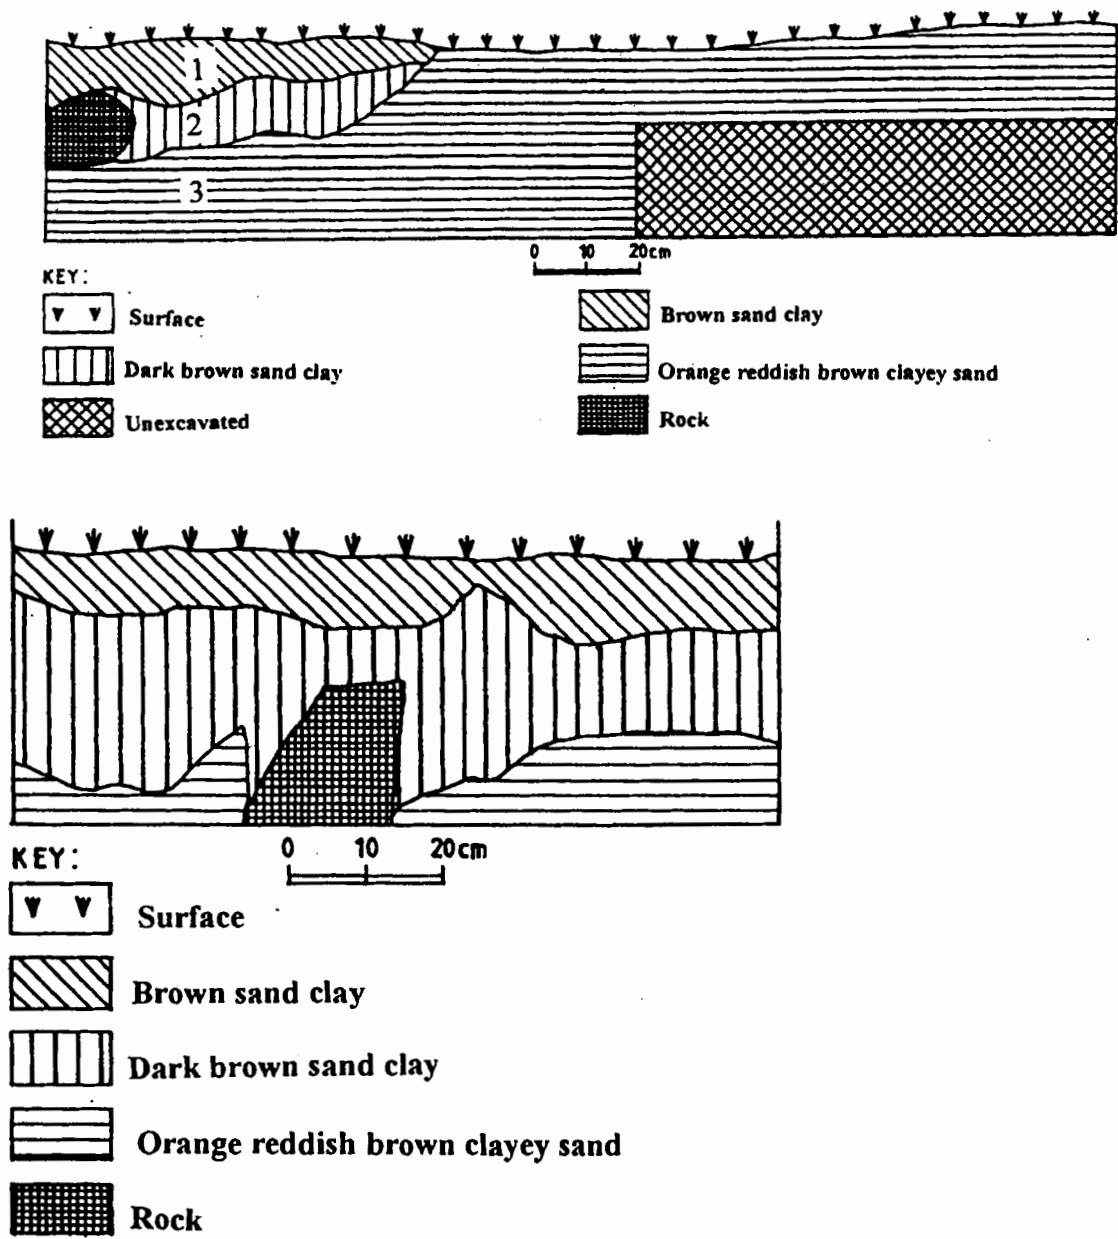 1
2
3
0 10 20cm
KEY:
Surface
Brown sand clay
Dark brown sand clay
Orange reddish brown clayey sand
Unexcavated
Rock
0 10 20cm
KEY:
Surface
Brown sand clay
Dark brown sand clay
Orange reddish brown clayey sand
Rock